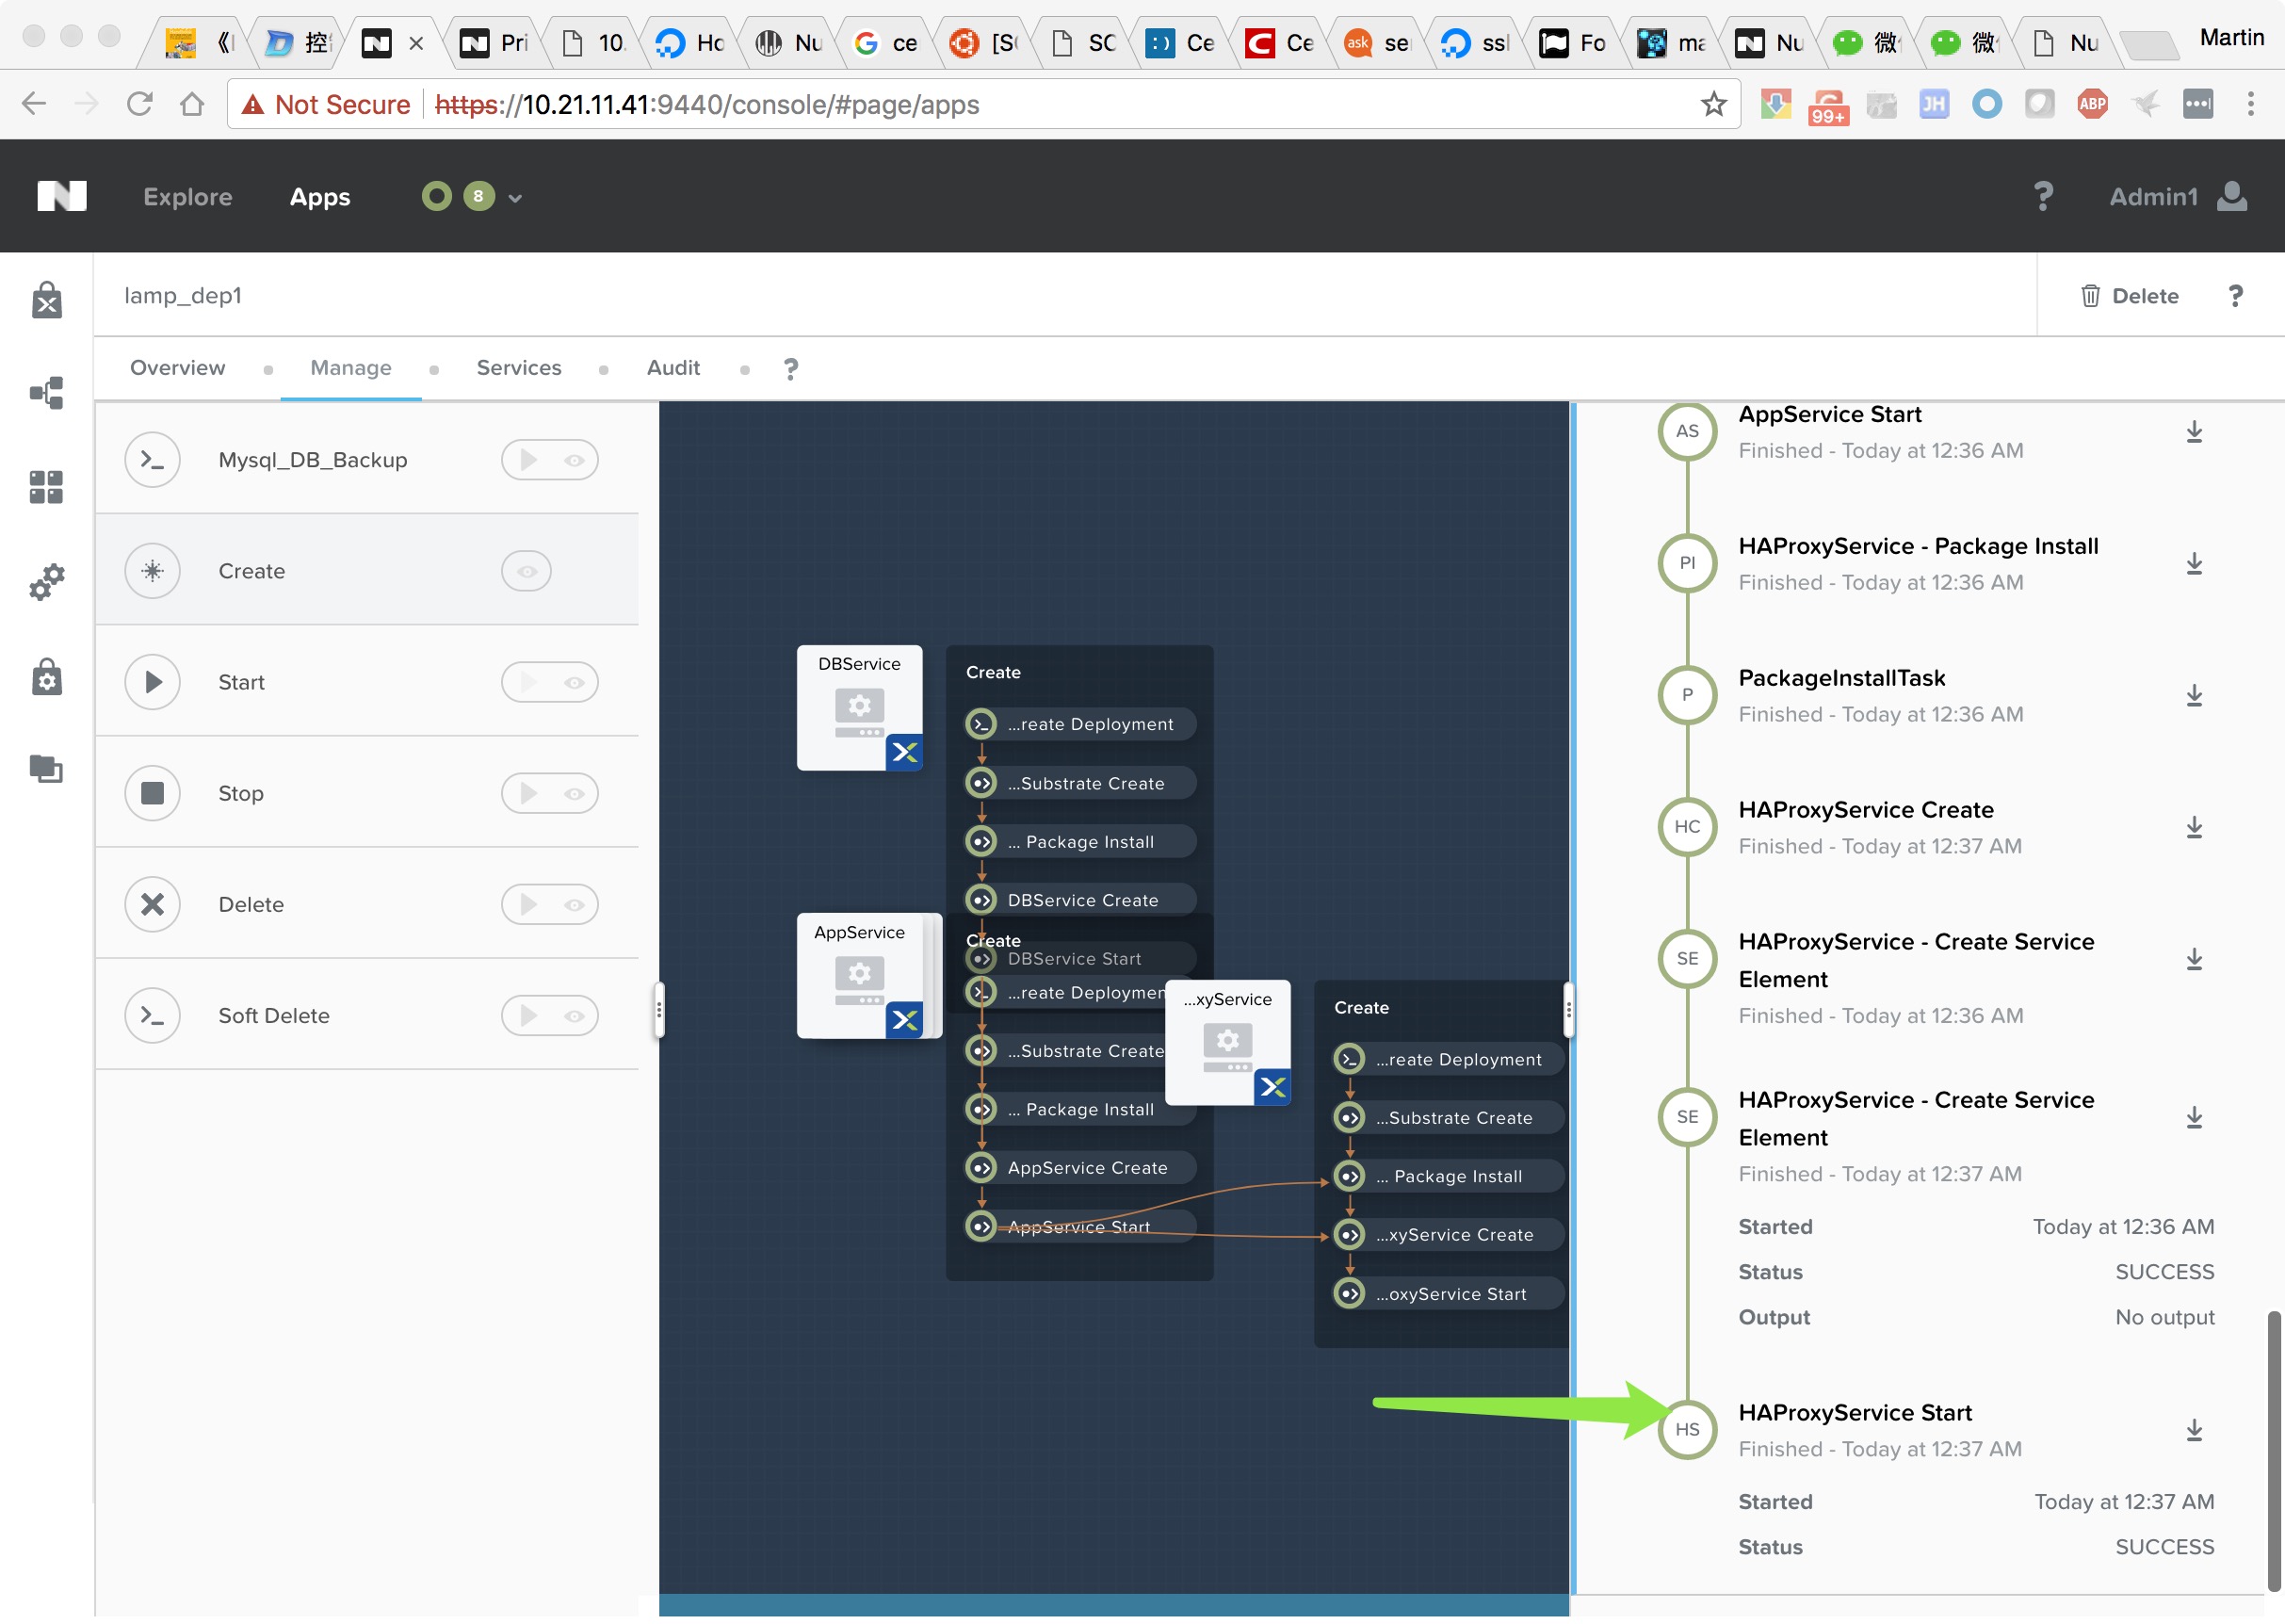 《I
控制
Pri
10.
Ho
Nu
ce
[SO
SC
: )
Ce
Ce
ask
se
ssl
Fo
ma
Nu
微信
微信
Nu
Martin
Not Secure
https://10.21.11.41:9440/console/#page/apps
99+
JH
ABP
Explore
Apps
8
?
Admin1
lamp_dep1
Delete
?
Overview
Manage
Services
Audit
?
Mysql_DB_Backup
Create
Start
Stop
Delete
Soft Delete
DBService
Create
...reate Deployment
...Substrate Create
... Package Install
DBService Create
DBService Start
AppService
Create
...reate Deploymen
...Substrate Create
... Package Install
AppService Create
AppService Start
...xyService
Create
...reate Deployment
...Substrate Create
... Package Install
...xyService Create
...oxyService Start
AS
AppService Start
Finished - Today at 12:36 AM
PI
HAProxyService - Package Install
Finished - Today at 12:36 AM
P
PackageInstallTask
Finished - Today at 12:36 AM
HC
HAProxyService Create
Finished - Today at 12:37 AM
SE
HAProxyService - Create Service
Element
Finished - Today at 12:36 AM
SE
HAProxyService - Create Service
Element
Finished - Today at 12:37 AM
Started Today at 12:36 AM
Status SUCCESS
Output No output
HS
HAProxyService Start
Finished - Today at 12:37 AM
Started Today at 12:37 AM
Status SUCCESS